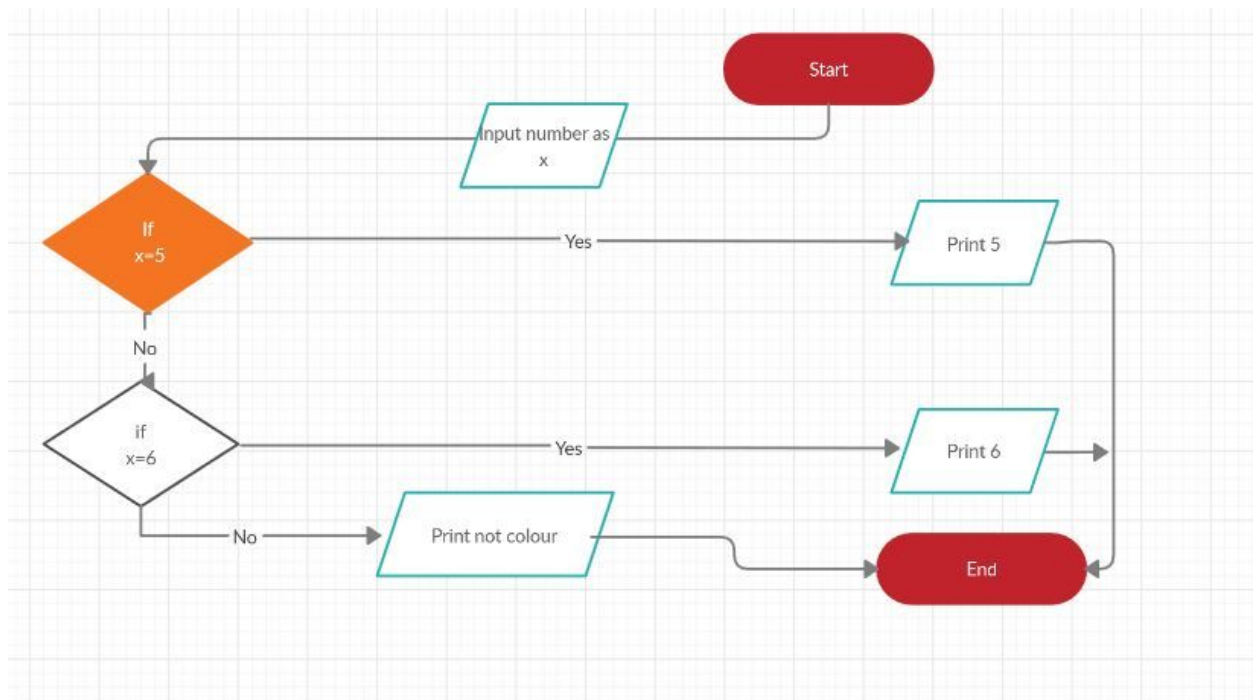 Start
Input number as
x
If
x=5
Yes
Print 5
No
if
x=6
Yes
Print 6
No
Print not colour
End